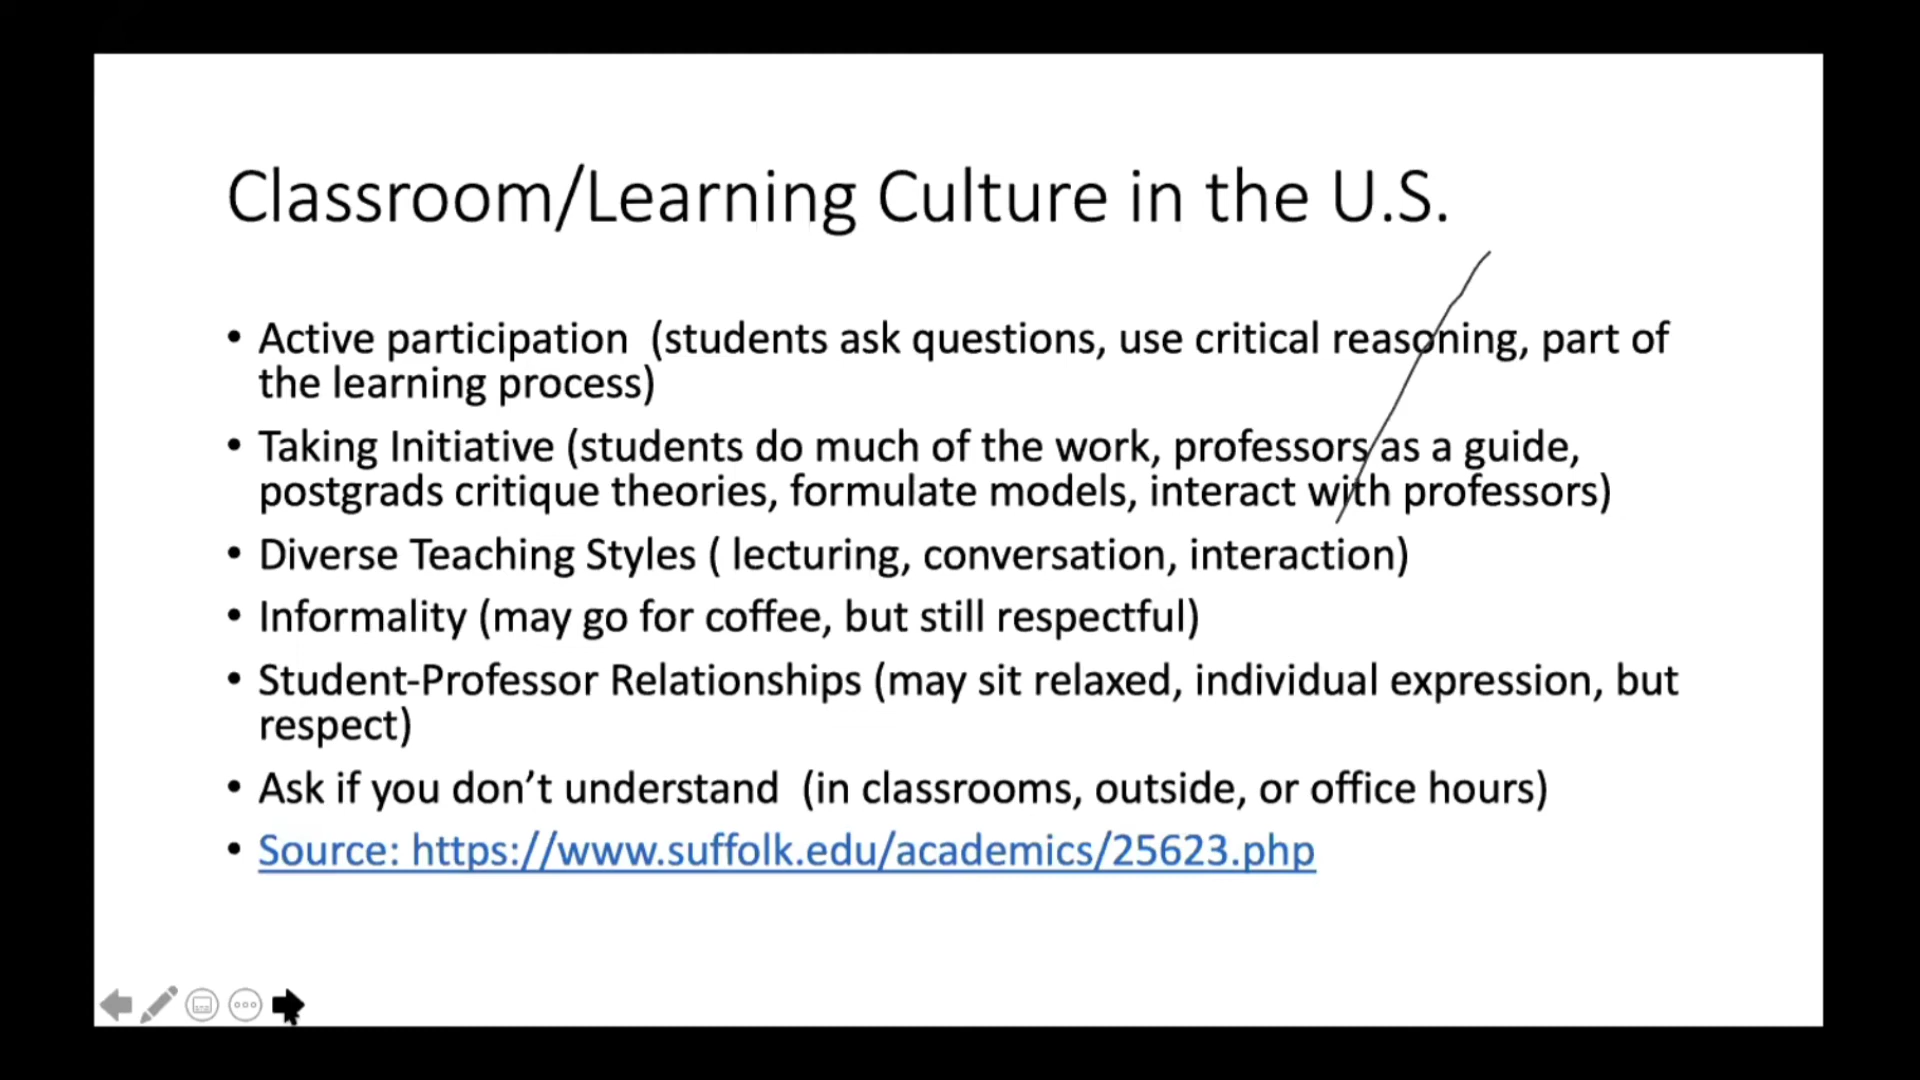 Classroom/Learning Culture in the U.S.
• Active participation  (students ask questions, use critical reasoning, part of
the learning process)
• Taking Initiative (students do much of the work, professors as a guide,
postgrads critique theories, formulate models, interact with professors)
• Diverse Teaching Styles ( lecturing, conversation, interaction)
• Informality (may go for coffee, but still respectful)
• Student-Professor Relationships (may sit relaxed, individual expression, but
respect)
• Ask if you don’t understand  (in classrooms, outside, or office hours)
• Source: https://www.suffolk.edu/academics/25623.php